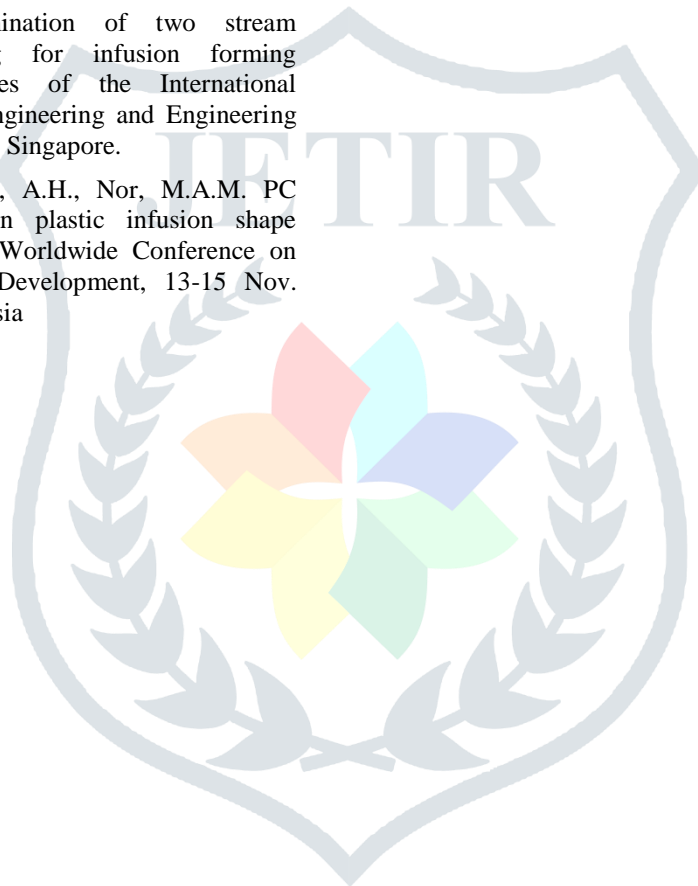 ination of two stream
for infusion forming
es of the International
ngineering and Engineering
Singapore.
JETIR
, A.H., Nor, M.A.M. PC
n plastic infusion shape
Worldwide Conference on
Development, 13-15 Nov.
sia